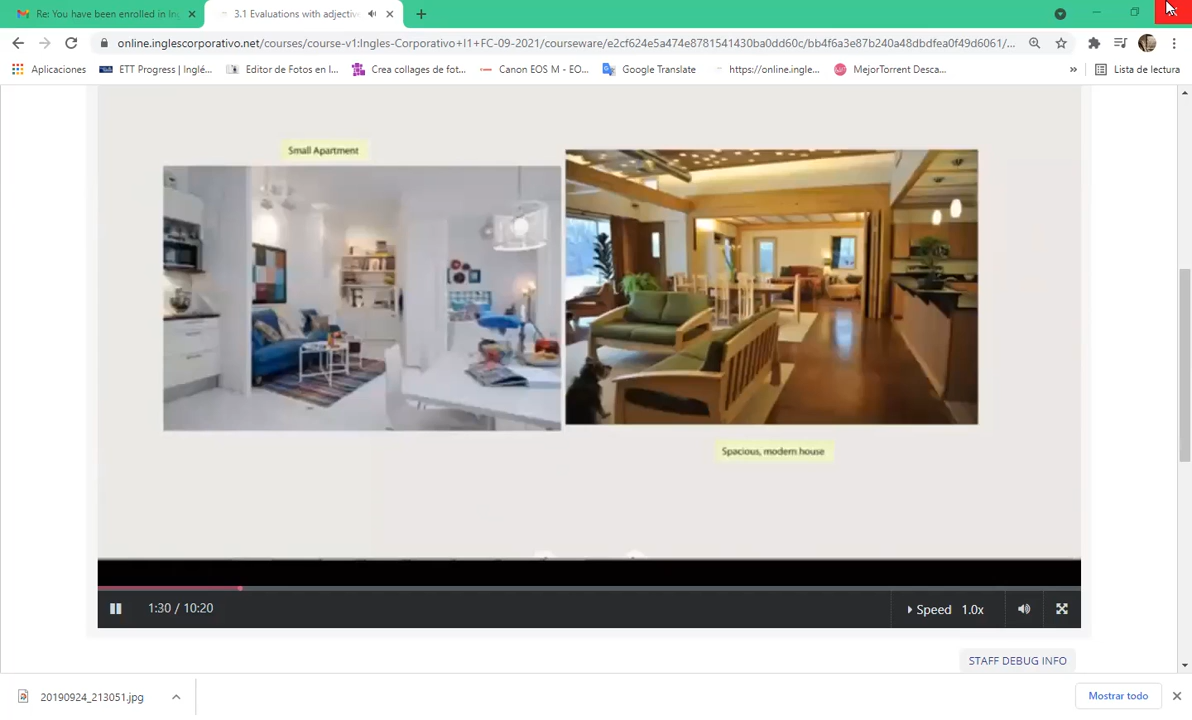 Re: You have been enrolled in Ing
3.1 Evaluations with adjective
online.inglescorporativo.net/courses/course-v1:Ingles-Corporativo+I1+FC-09-2021/courseware/e2cf624e5a474e8781541430ba0dd60c/bb4f6a3e87b240a48dbdfea0f49d6061/...
Aplicaciones ETT Progress | Inglé... Editor de Fotos en l... Crea collages de fot... Canon EOS M - EO... Google Translate https://online.ingle... MejorTorrent Desca... » Lista de lectura
Small Apartment
Spacious, modern house
1:30 / 10:20 Speed 1.0x
STAFF DEBUG INFO
20190924_213051.jpg Mostrar todo